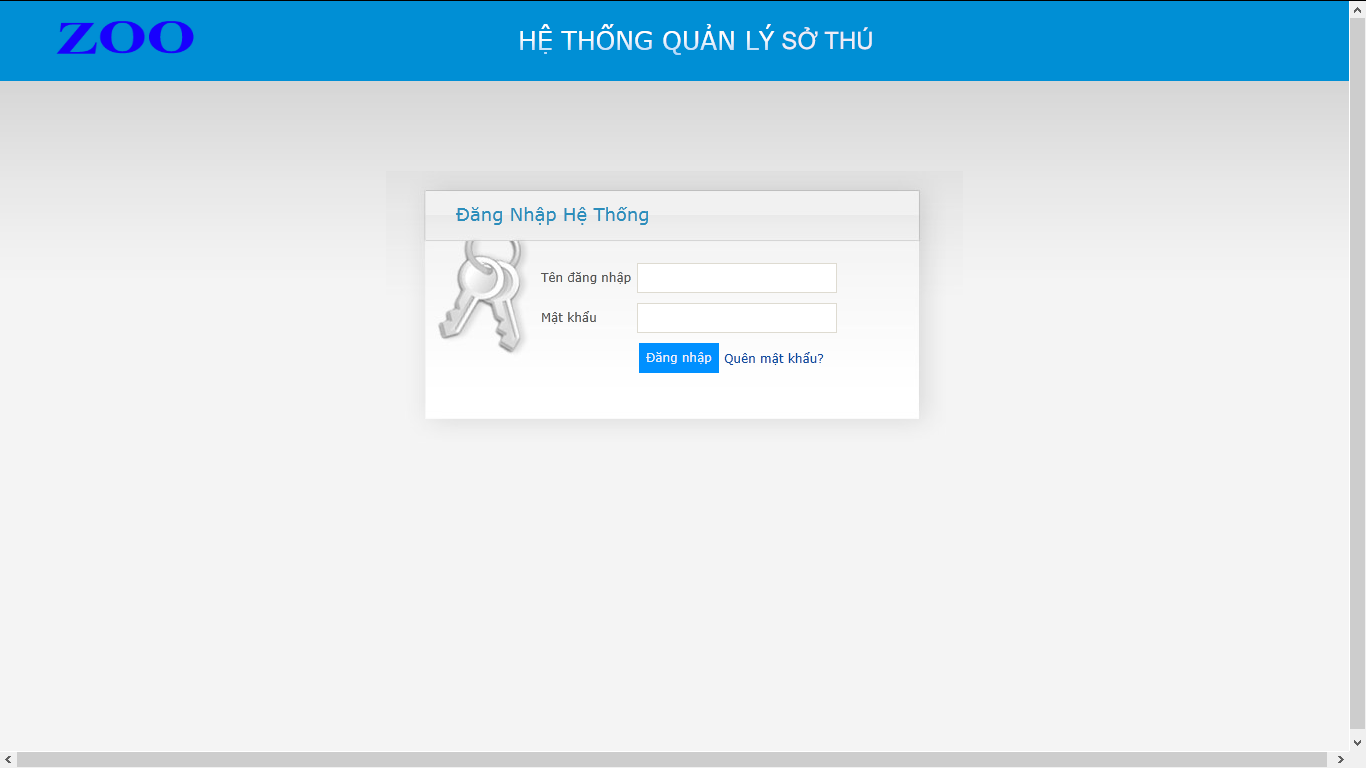 ZOO
HỆ THỐNG QUẢN LÝ SỞ THÚ
Đăng Nhập Hệ Thống
Tên đăng nhập
Mật khẩu
Đăng nhập Quên mật khẩu?